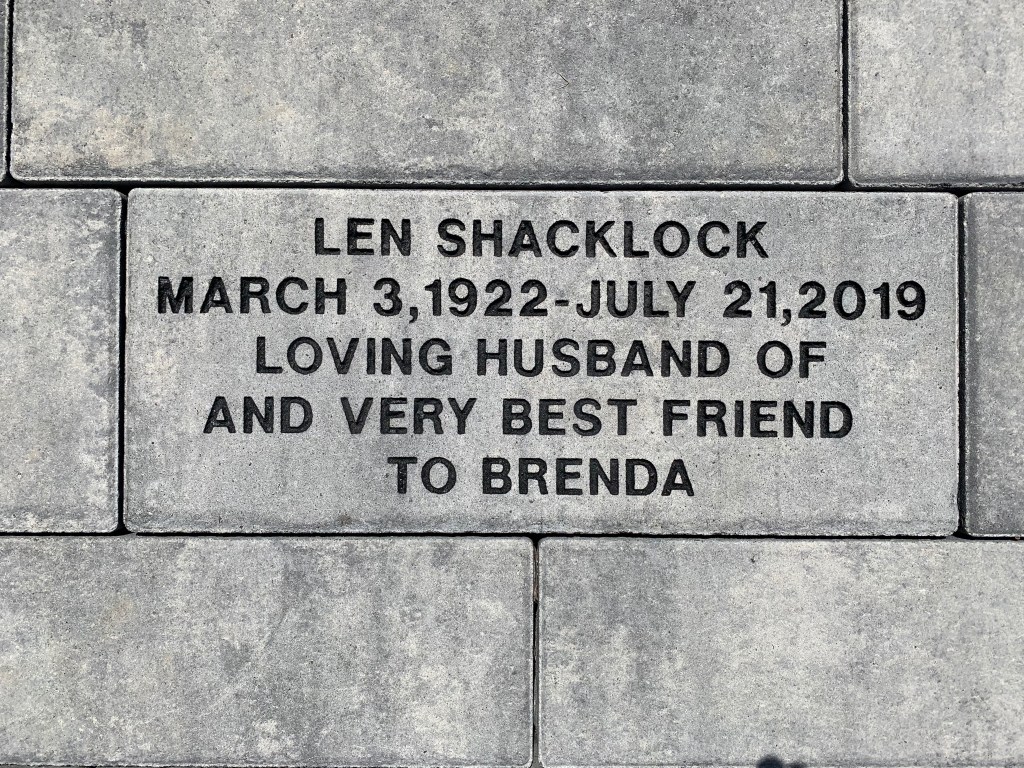 LEN SHACKLOCK
MARCH 3,1922-JULY 21,2019
LOVING HUSBAND OF
AND VERY BEST FRIEND
TO BRENDA